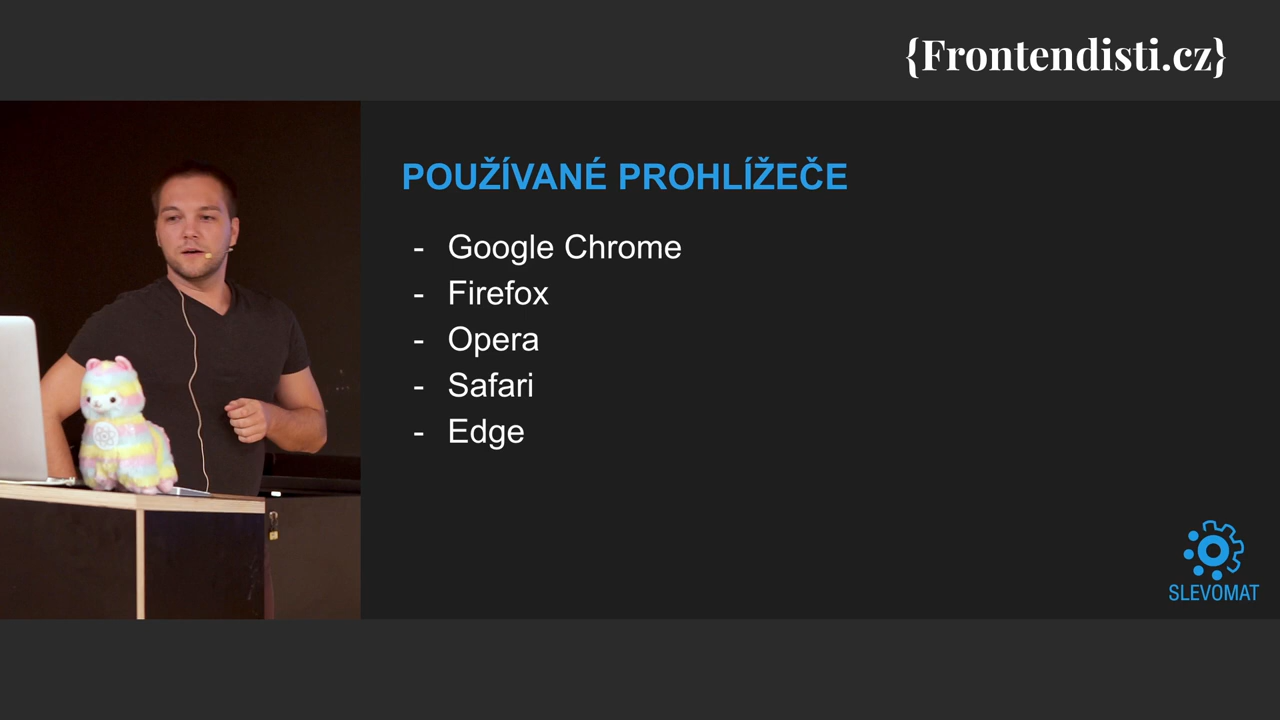 {Frontendisti.cz}
POUŽÍVANÉ PROHLÍŽEČE
- Google Chrome
- Firefox
- Opera
- Safari
- Edge
SLEVOMAT